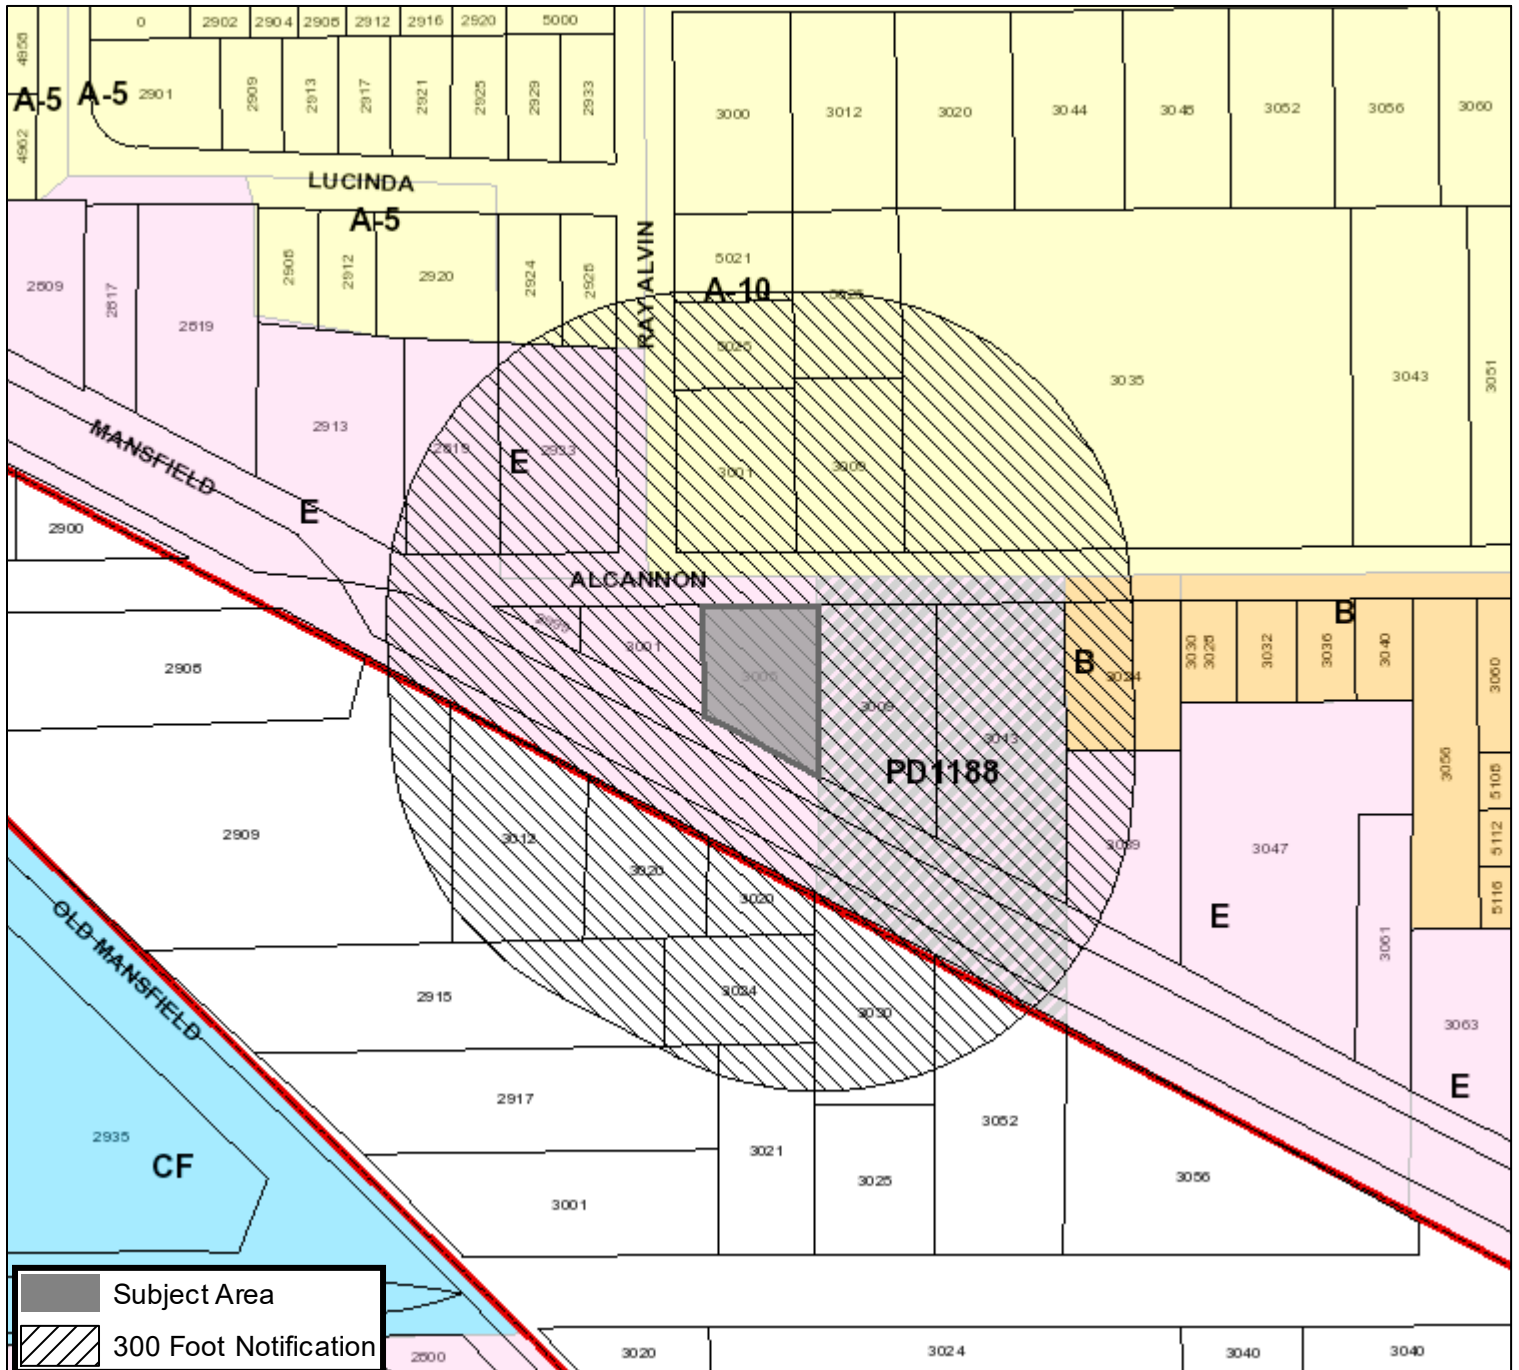 0 2902 2904 2908 2912 2916 2920 5000
4958
A-5 A-5 2901 2909 2913 2917 2921 2925 2929 2933
4962
3000 3012 3020 3044 3048 3052 3056 3060
LUCINDA
A-5
2908 2912 2920 2924 2928
RAY ALVIN
5021
A-10
5025
2809 2817 2819
3035 3043 3051
2913 2819 E 2933
3001 3009
MANSFIELD
E
2900
ALCANNON
2999 3001 3005 3009 3013
B
B 3024 3030 3028 3032 3036 3040 3060
2908
PD1188
3056 5108
2909 3012 3020 3020 3039 3047 5112
5116
OLD MANSFIELD
E
3061
2915 3024 3030 3063
2917 E
2935
CF
3021 3025 3052 3056
3001
Subject Area
300 Foot Notification
2800 3020 3024 3040 3040